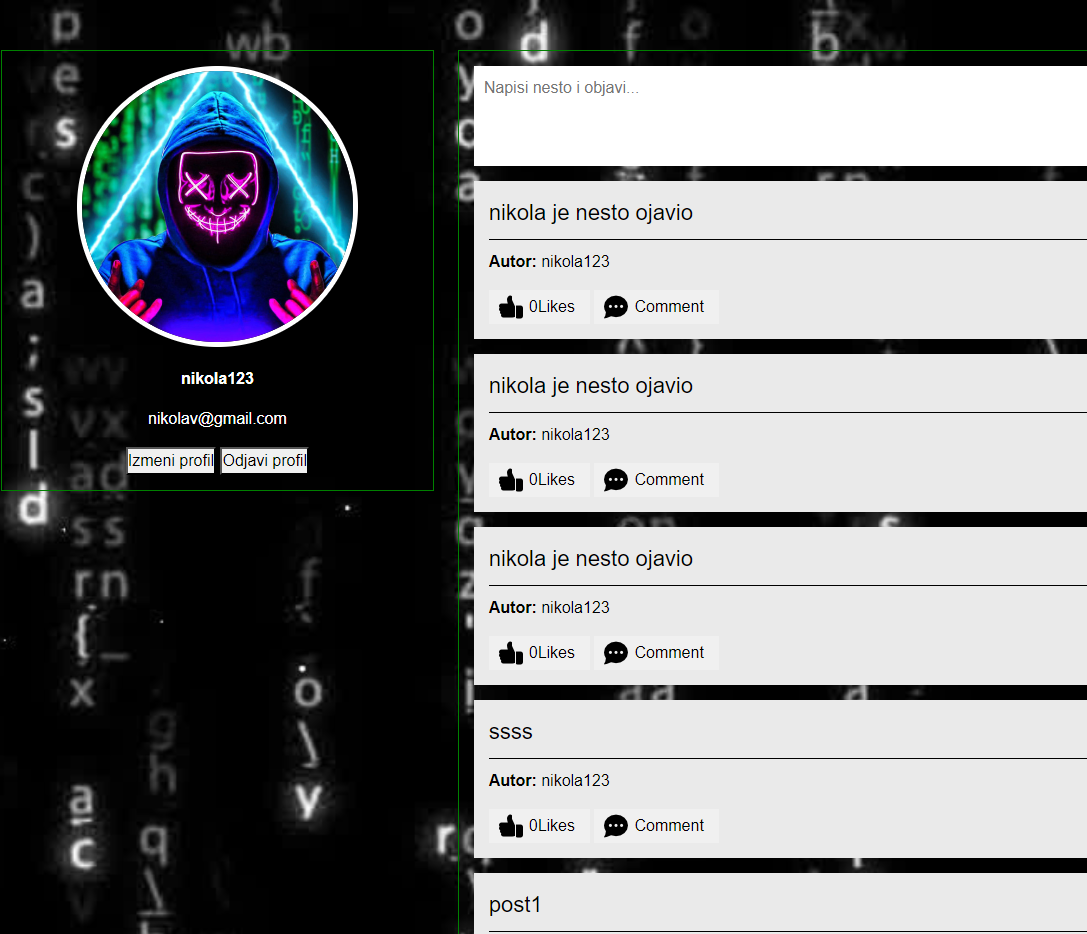 nikola123
nikolav@gmail.com
Izmeni profil Odjavi profil
Napisi nesto i objavi...
nikola je nesto ojavio
Autor: nikola123
0Likes Comment
nikola je nesto ojavio
Autor: nikola123
0Likes Comment
nikola je nesto ojavio
Autor: nikola123
0Likes Comment
ssss
Autor: nikola123
0Likes Comment
post1